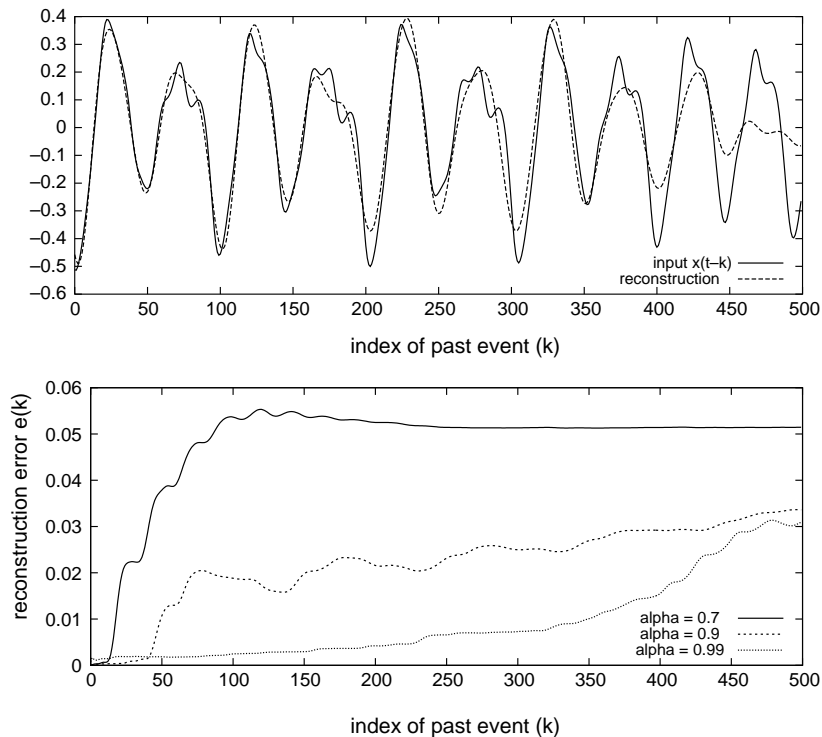 0.4
0.3
0.2
0.1
0
−0.1
−0.2
−0.3
−0.4
−0.5
−0.6
input x(t−k)
reconstruction
0 50 100 150 200 250 300 350 400 450 500
index of past event (k)
reconstruction error e(k)
0.06
0.05
0.04
0.03
0.02
0.01
0
alpha = 0.7
alpha = 0.9
alpha = 0.99
0 50 100 150 200 250 300 350 400 450 500
index of past event (k)